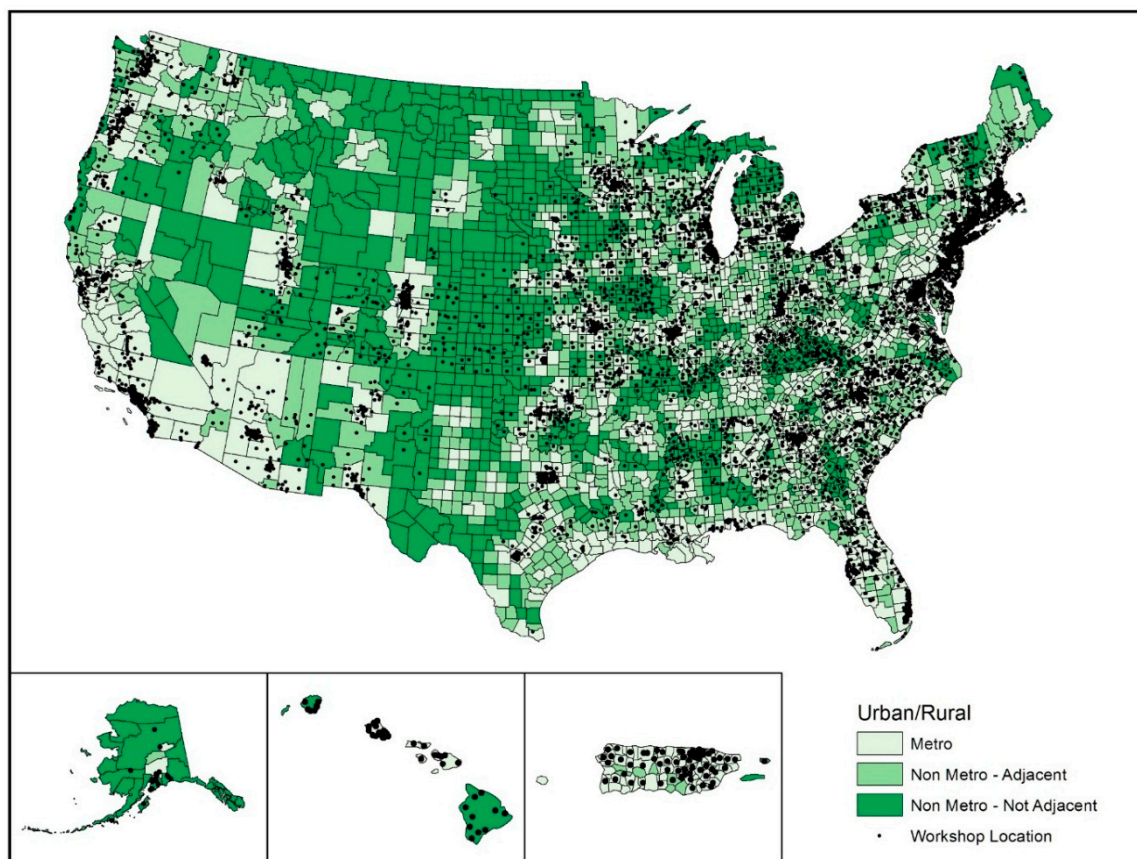 Urban/Rural
Metro
Non Metro - Adjacent
Non Metro - Not Adjacent
Workshop Location